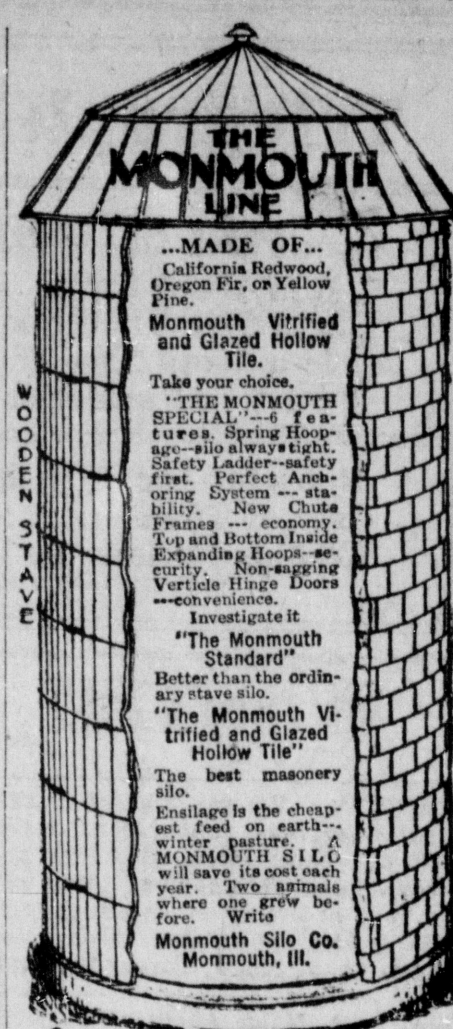 THE
MONMOUTH
LINE
...MADE OF...
California Redwood,
Oregon Fir, or Yellow
Pine.
Monmouth Vitrified
and Glazed Hollow
Tile.
Take your choice.
"THE MONMOUTH
SPECIAL"---6 fea-
tures. Spring Hoop-
age--silo always tight.
Safety Ladder--safety
first. Perfect Anch-
oring System --- sta-
bility. New Chute
Frames --- economy.
Top and Bottom Inside
Expanding Hoops--se-
curity. Non-sagging
Verticle Hinge Doors
---convenience.
Investigate it
"The Monmouth
Standard"
Better than the ordin-
ary stave silo.
"The Monmouth Vi-
trified and Glazed
Hollow Tile"
The best masonery
silo.
Ensilage is the cheap-
est feed on earth--.
winter pasture. A
MONMOUTH SILO
will save its cost each
year. Two animals
where one grew be-
fore. Write
Monmouth Silo Co.
Monmouth, Ill.
WOODEN STAVE